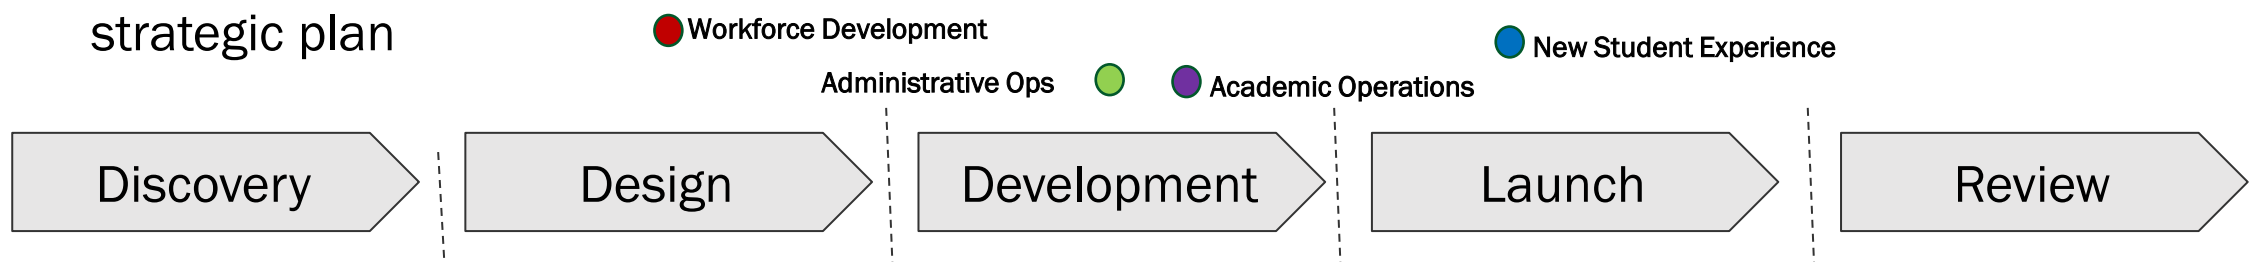 strategic plan
Workforce Development
New Student Experience
Administrative Ops
Academic Operations
Discovery
Design
Development
Launch
Review